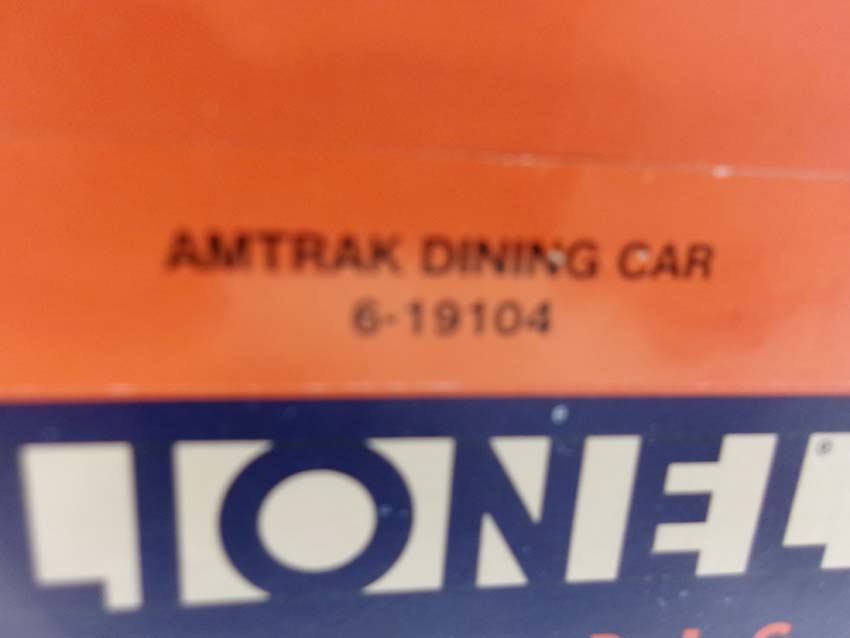 AMTRAK DINING CAR
6-19104
LIONEL®